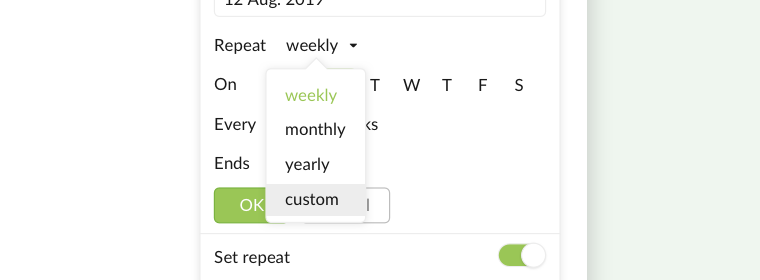 12 Aug. 2019
Repeat weekly
On T W T F S
weekly
monthly
Every ks
yearly
Ends
custom
OK
Set repeat